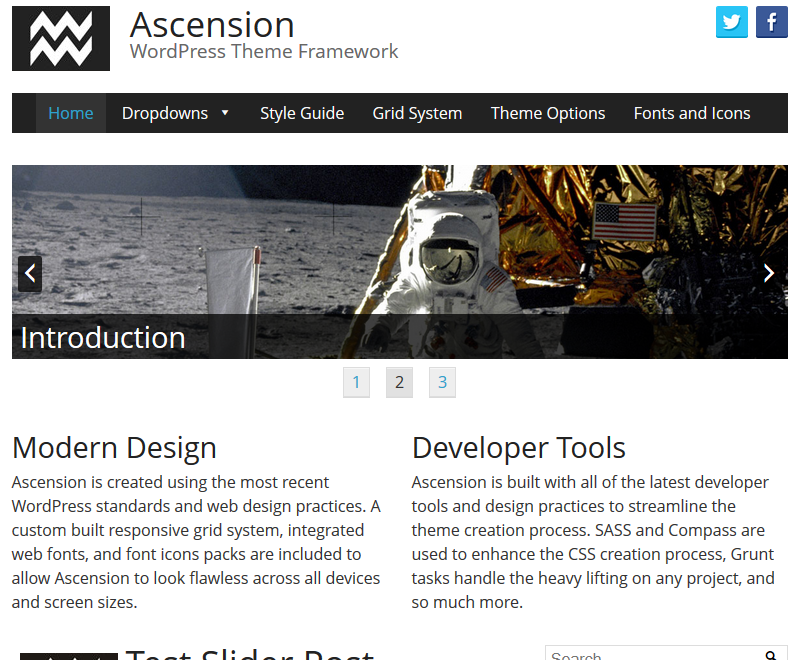 Ascension
WordPress Theme Framework
Home Dropdowns Style Guide Grid System Theme Options Fonts and Icons
Introduction
1 2 3
Modern Design
Ascension is created using the most recent
WordPress standards and web design practices. A
custom built responsive grid system, integrated
web fonts, and font icons packs are included to
allow Ascension to look flawless across all devices
and screen sizes.
Developer Tools
Ascension is built with all of the latest developer
tools and design practices to streamline the
theme creation process. SASS and Compass are
used to enhance the CSS creation process, Grunt
tasks handle the heavy lifting on any project, and
so much more.
Test Slider Post
Search